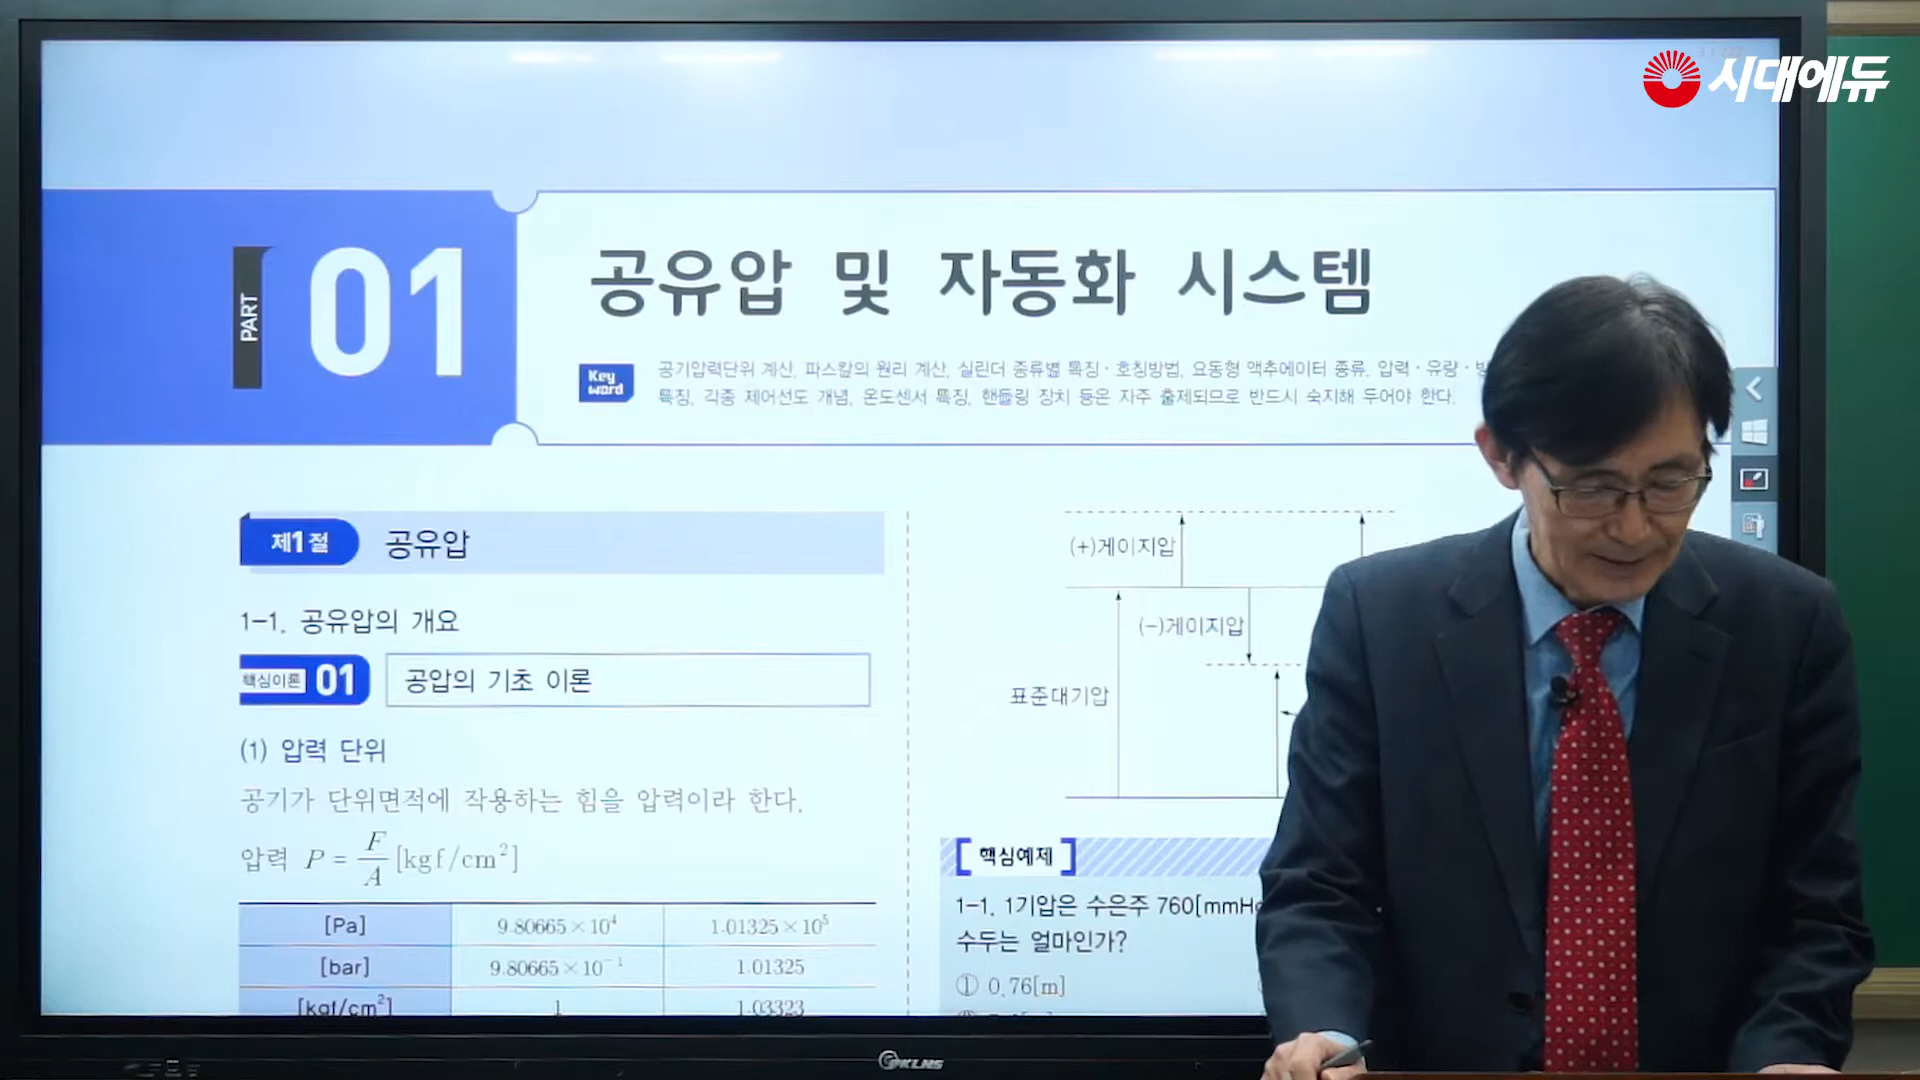 시대에듀
PART
01
공유압 및 자동화 시스템
Key
word
공기압력단위 계산, 파스칼의 원리 계산, 실린더 종류별 특징 · 호칭방법, 요동형 액추에이터 종류, 압력 · 유량 ·
특징, 각종 제어선도 개념, 온도센서 특징, 핸들링 장치 등은 자주 출제되므로 반드시 숙지해 두어야 한다.
제1절 공유압
1-1. 공유압의 개요
핵심이론 01 공압의 기초 이론
(1) 압력 단위
공기가 단위면적에 작용하는 힘을 압력이라 한다.
압력 P = F/A [kgf/cm²]
[Pa] 9.80665×10⁴ 1.01325×10⁵
[bar] 9.80665×10⁻¹ 1.01325
[kgf/cm²] 1 1.03323
(+)게이지압
(-)게이지압
표준대기압
[핵심예제]
1-1. 1기압은 수은주 760[mmHg
수두는 얼마인가?
① 0.76[m]